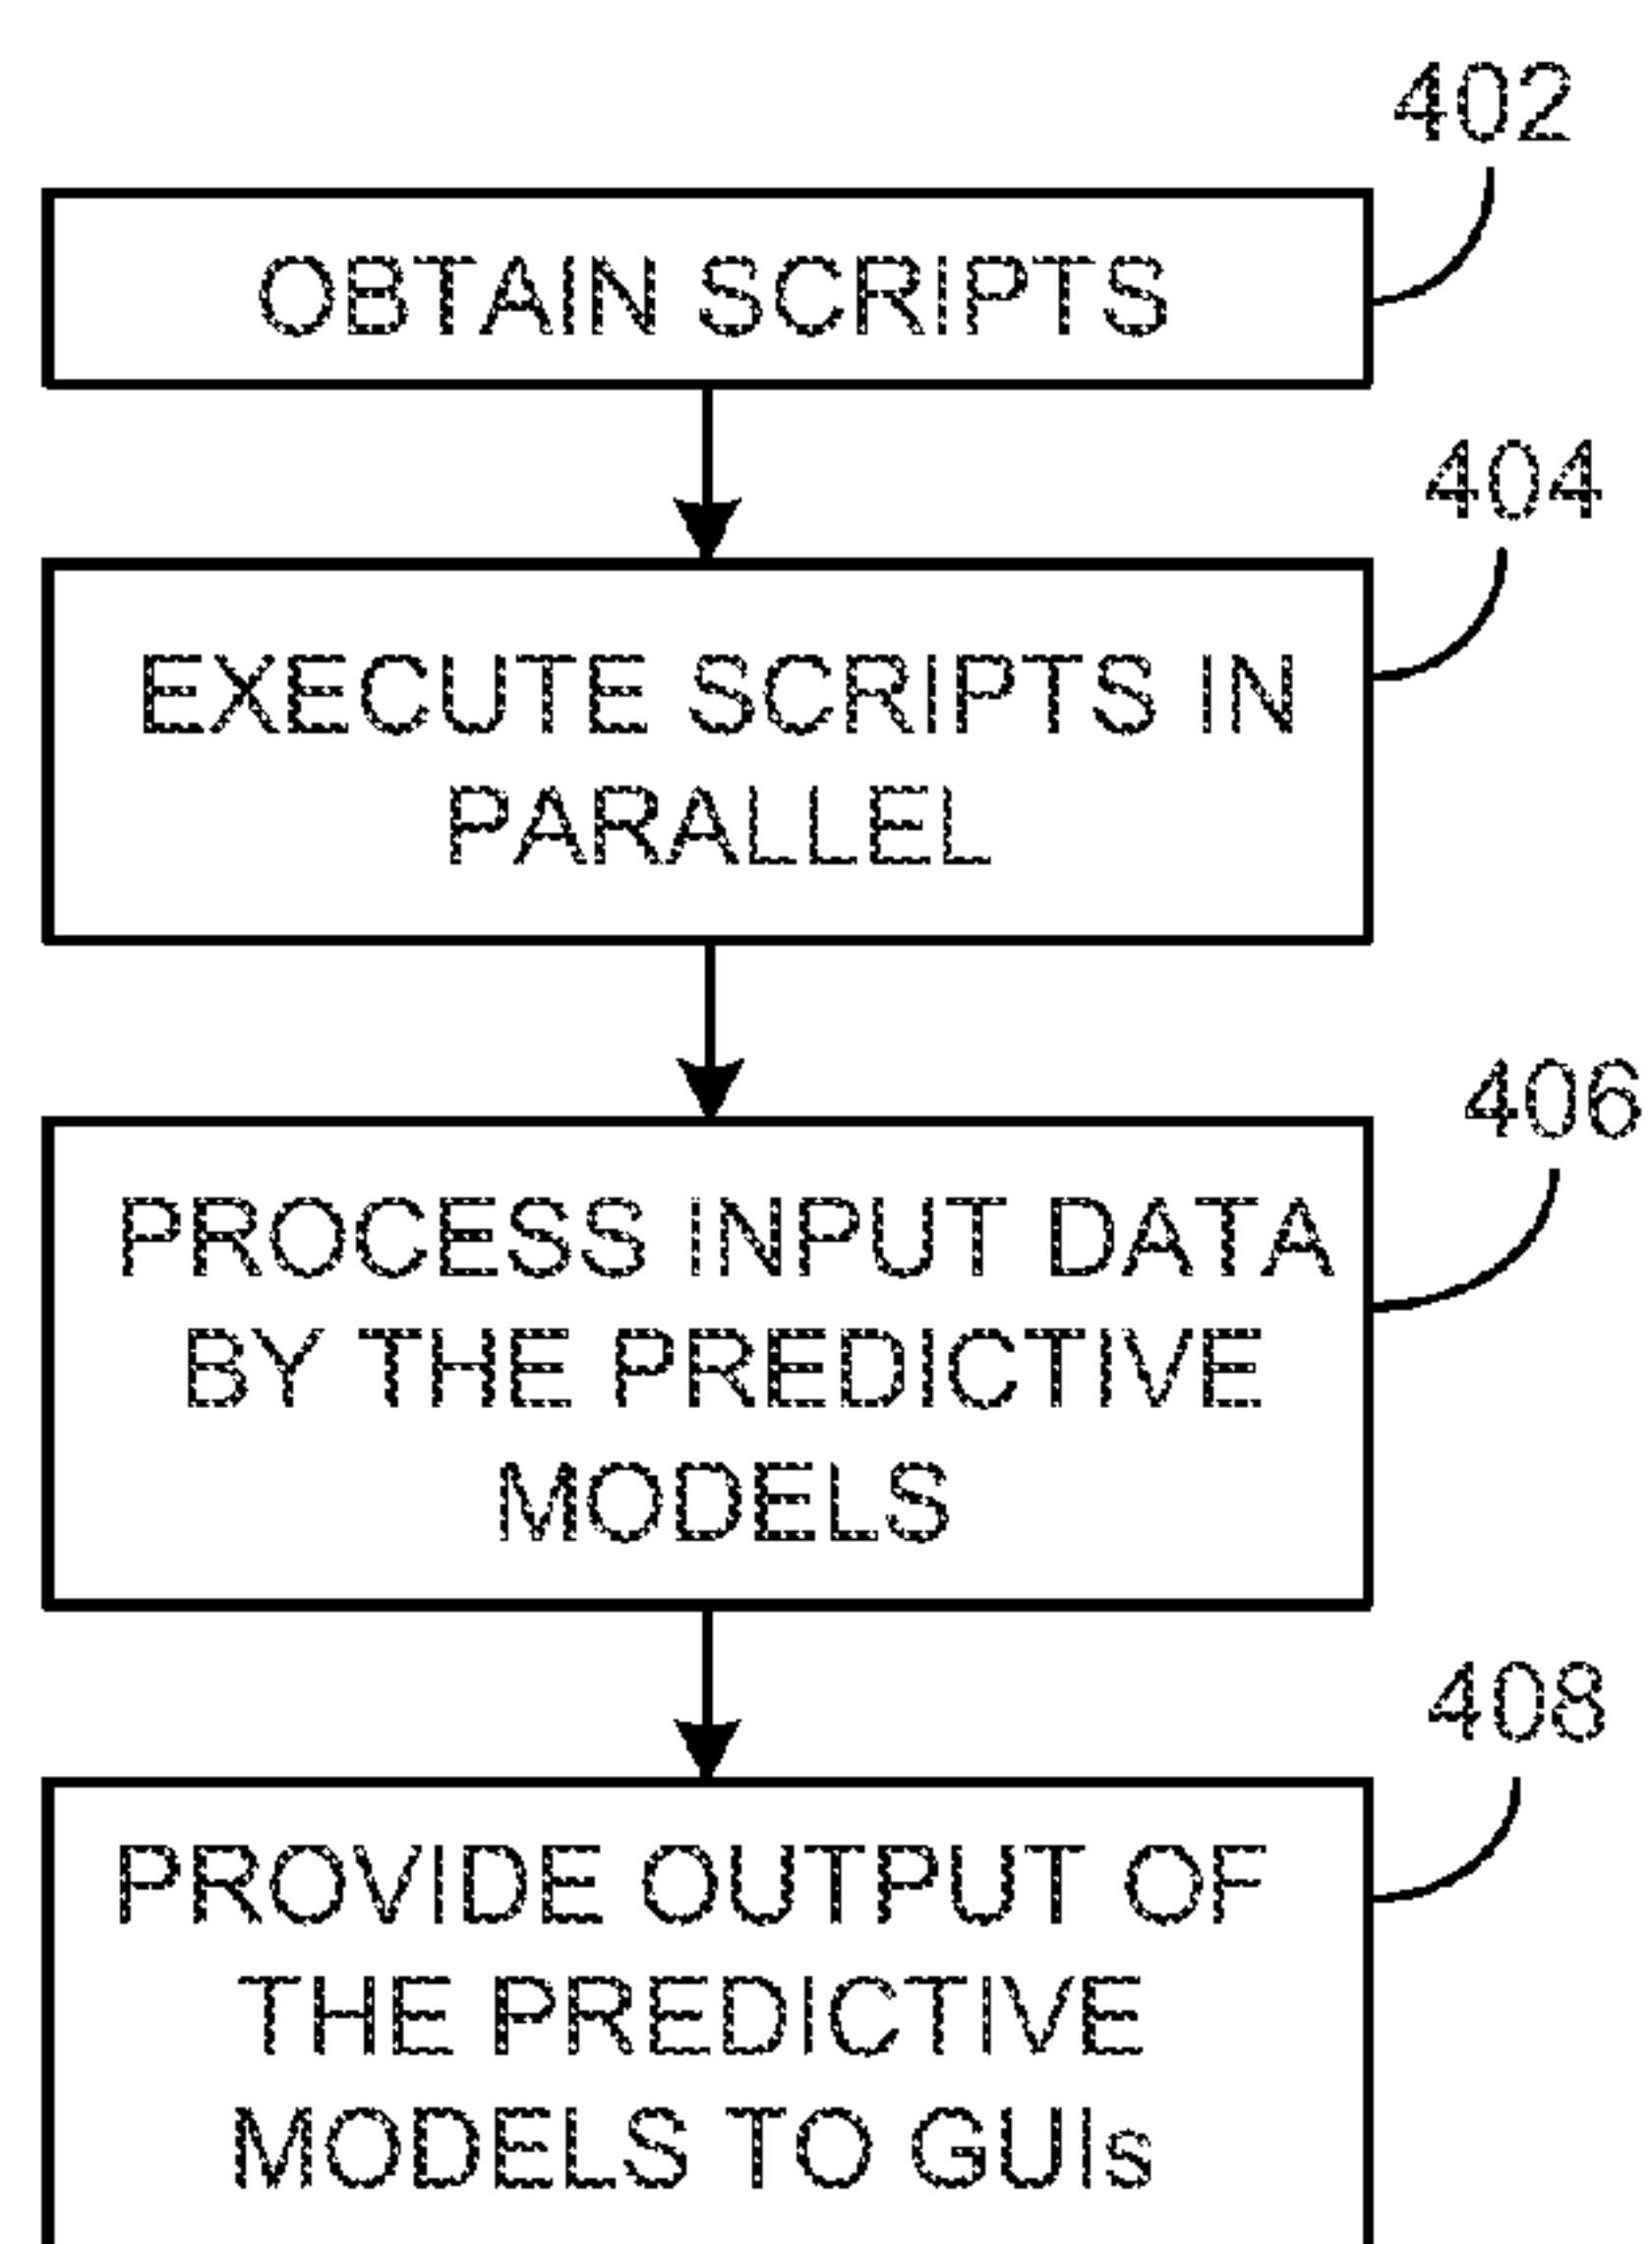 402
OBTAIN SCRIPTS
404
EXECUTE SCRIPTS IN
PARALLEL
406
PROCESS INPUT DATA
BY THE PREDICTIVE
MODELS
408
PROVIDE OUTPUT OF
THE PREDICTIVE
MODELS TO GUIs